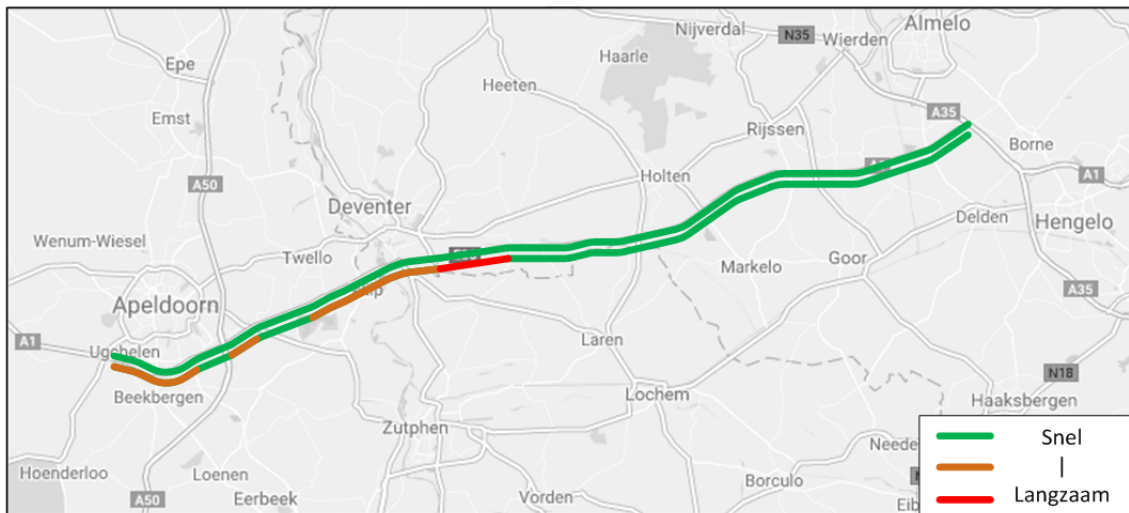 Almelo
Nijverdal
N35
Wierden
Haarle
Epe
Heeten
Emst
A35
Rijssen
Borne
A50
Holten
A1
Deventer
Delden
Wenum-Wiesel
Hengelo
Twello
Goor
Markelo
A35
Apeldoorn
A1
Ugchelen
Laren
Beekbergen
N18
Lochem
Haaksbergen
Zutphen
Snel
|
Langzaam
Hoenderloo
Loenen
Borculo
A50
Eerbeek
Vorden